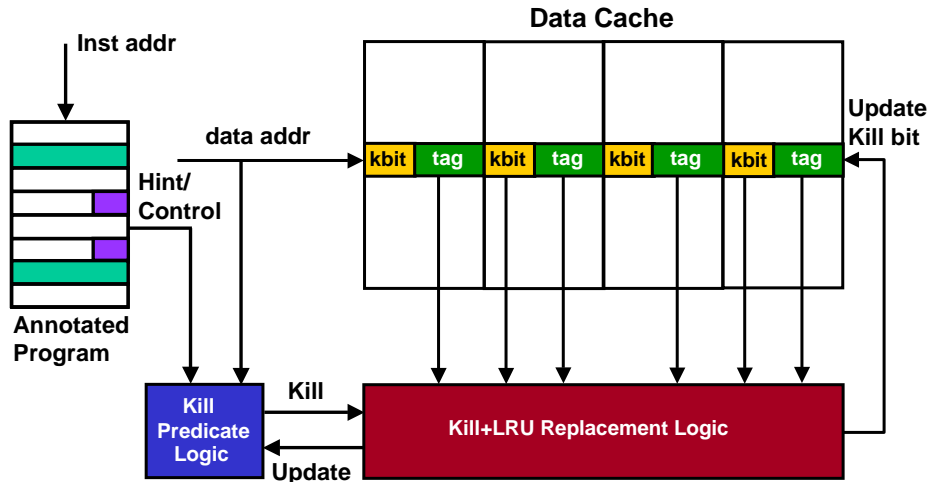 Data Cache
Inst addr
data addr
Update
Kill bit
kbit tag kbit tag kbit tag kbit tag
Hint/
Control
Annotated
Program
Kill
Predicate
Logic
Kill
Update
Kill+LRU Replacement Logic